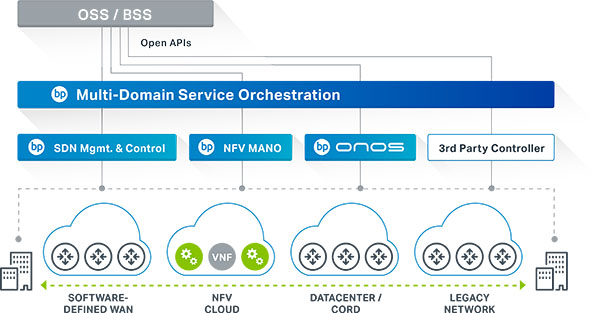 OSS / BSS
Open APIs
bp Multi-Domain Service Orchestration
bp SDN Mgmt. & Control
bp NFV MANO
bp ONOS
3rd Party Controller
VNF
SOFTWARE-
DEFINED WAN
NFV
CLOUD
DATACENTER /
CORD
LEGACY
NETWORK